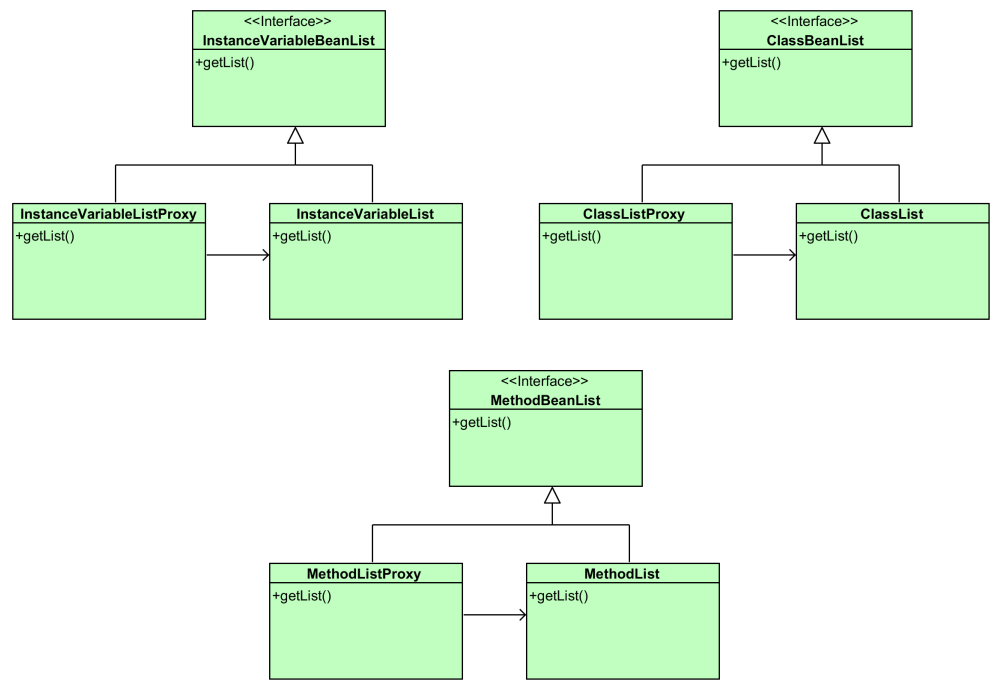 <<Interface>>
InstanceVariableBeanList
+getList()
<<Interface>>
ClassBeanList
+getList()
InstanceVariableListProxy
+getList()
InstanceVariableList
+getList()
ClassListProxy
+getList()
ClassList
+getList()
<<Interface>>
MethodBeanList
+getList()
MethodListProxy
+getList()
MethodList
+getList()